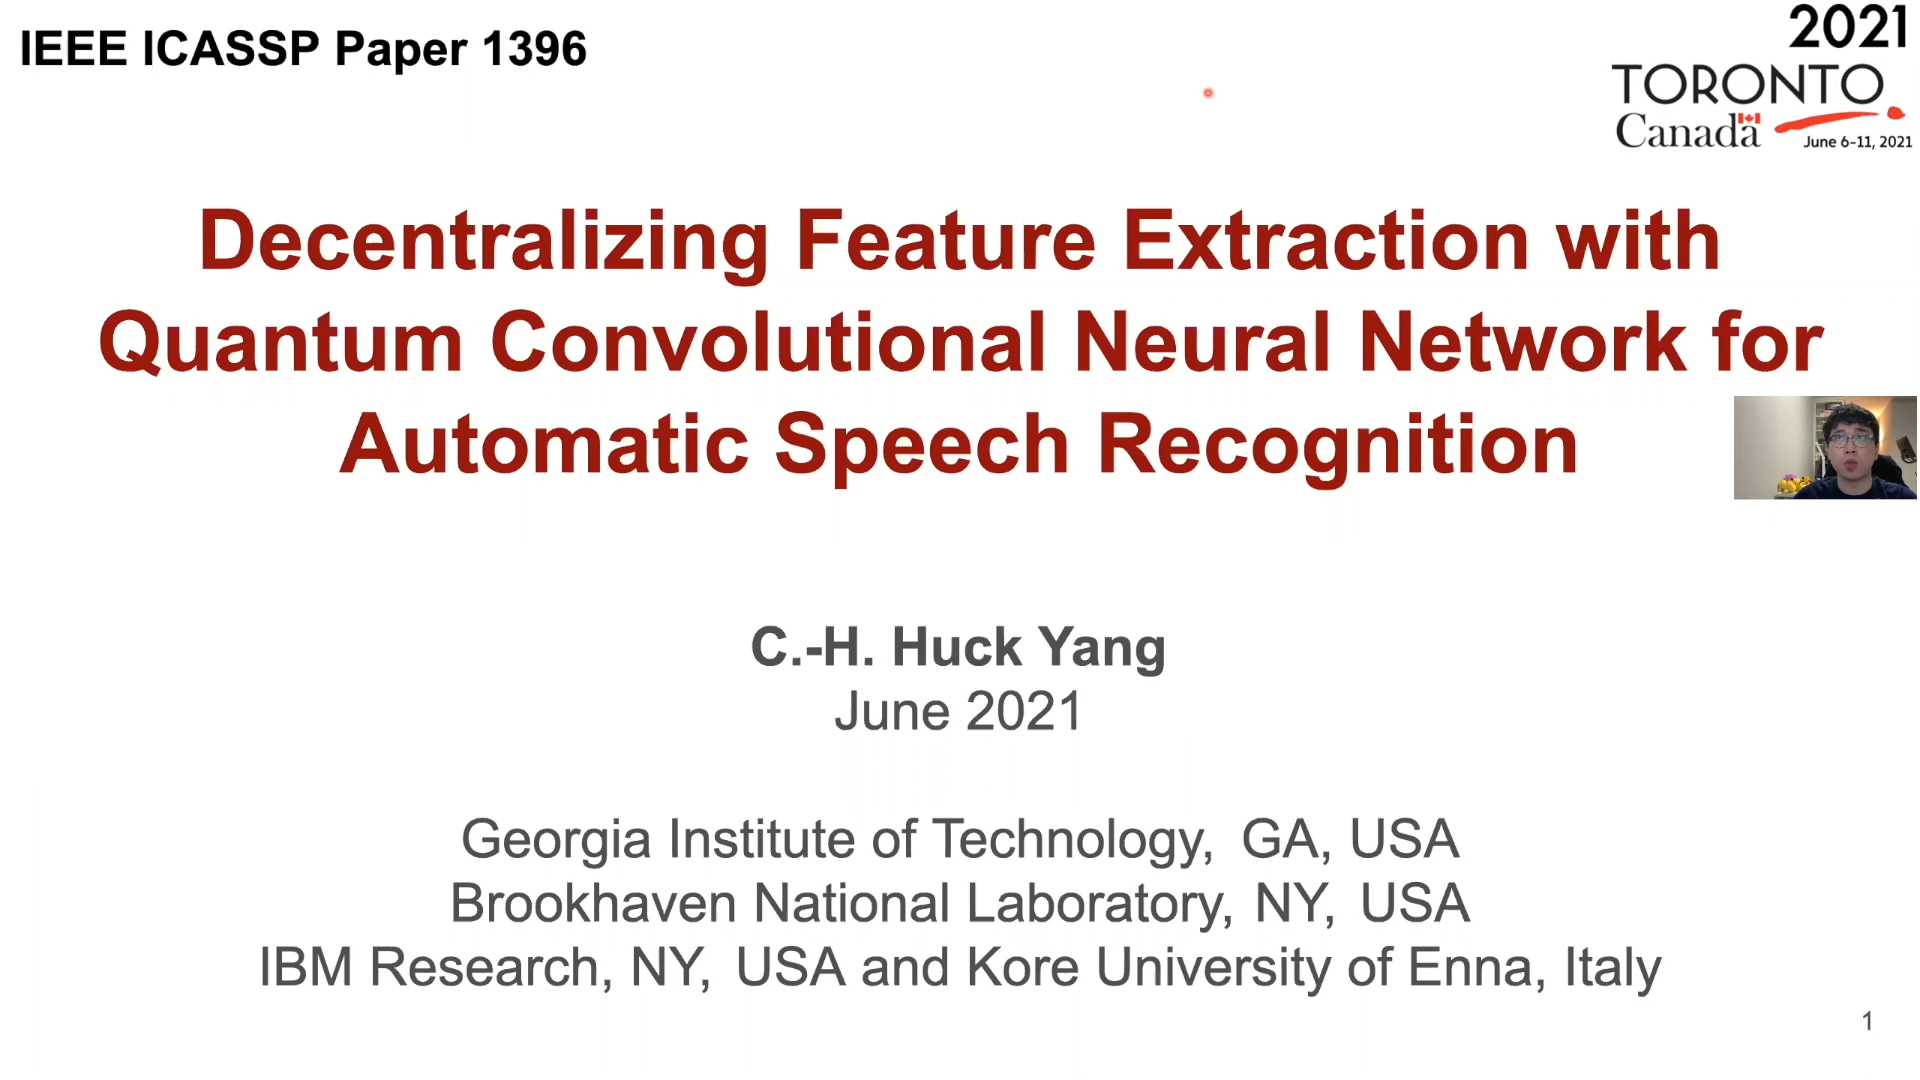 IEEE ICASSP Paper 1396
2021
TORONTO
Canada
June 6-11, 2021
Decentralizing Feature Extraction with
Quantum Convolutional Neural Network for
Automatic Speech Recognition
C.-H. Huck Yang
June 2021
Georgia Institute of Technology, GA, USA
Brookhaven National Laboratory, NY, USA
IBM Research, NY, USA and Kore University of Enna, Italy
1